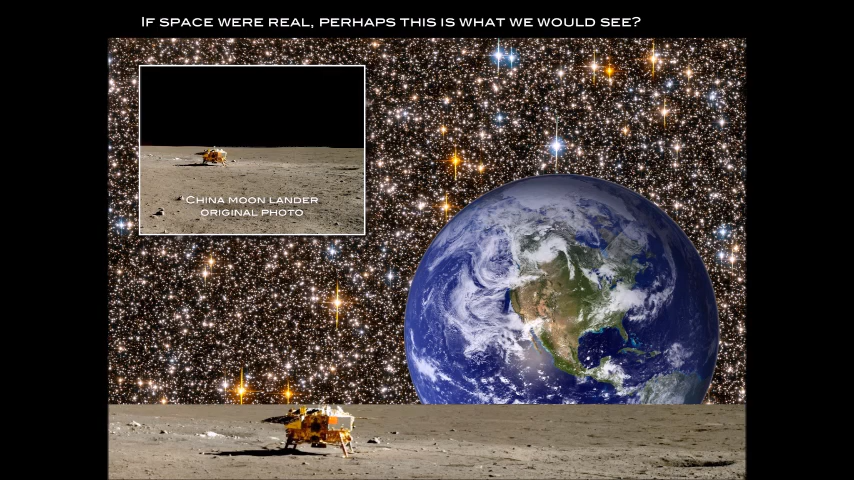 If space were real, perhaps this is what we would see?
*China moon lander
original photo